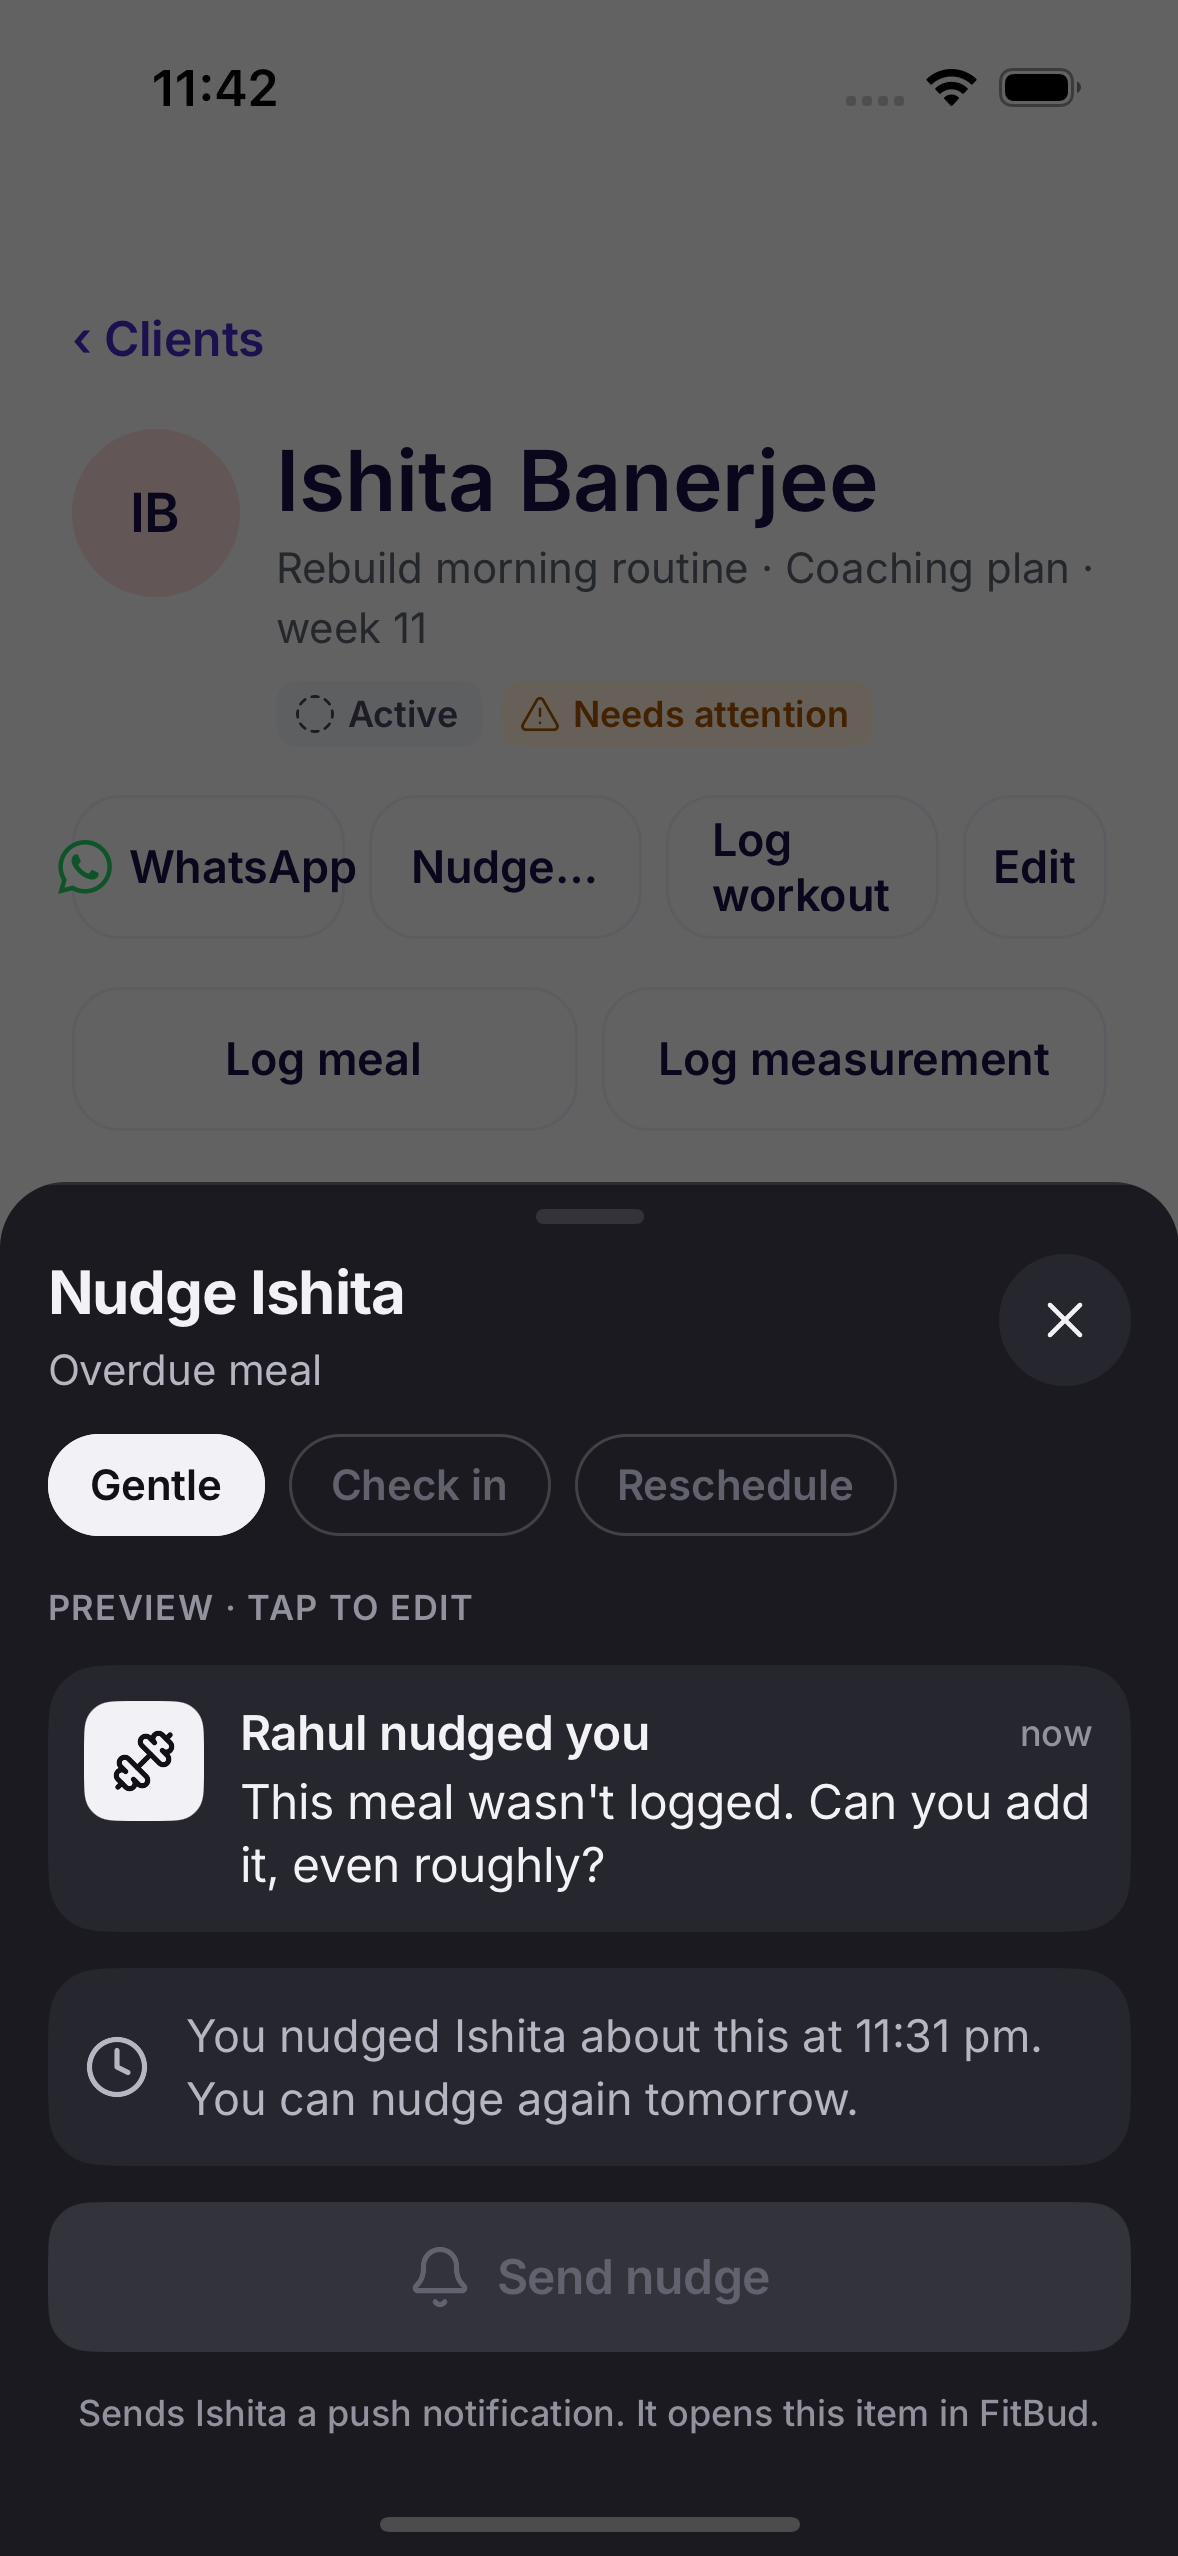 11:42
‹ Clients
IB
Ishita Banerjee
Rebuild morning routine · Coaching plan ·
week 11
Active
Needs attention
WhatsApp
Nudge...
Log
workout
Edit
Log meal
Log measurement
Nudge Ishita
Overdue meal
Gentle
Check in
Reschedule
PREVIEW · TAP TO EDIT
Rahul nudged you
now
This meal wasn't logged. Can you add
it, even roughly?
You nudged Ishita about this at 11:31 pm.
You can nudge again tomorrow.
Send nudge
Sends Ishita a push notification. It opens this item in FitBud.